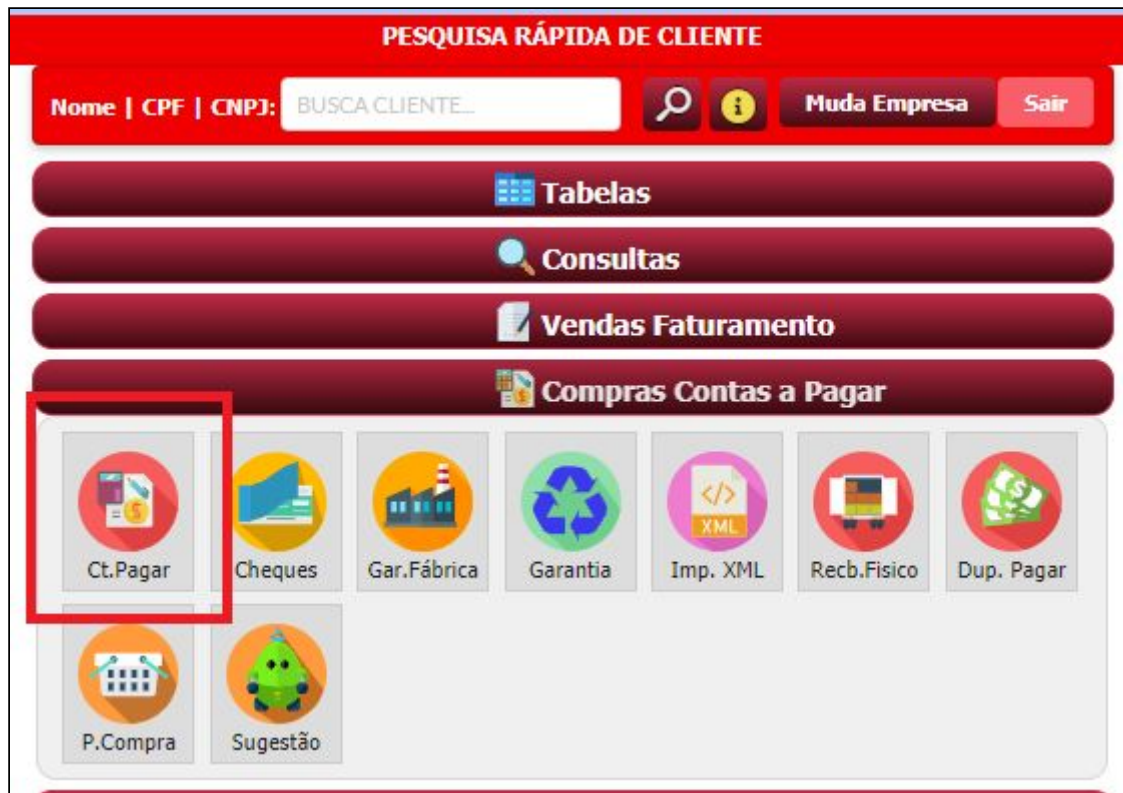 PESQUISA RÁPIDA DE CLIENTE
Nome | CPF | CNPJ: BUSCA CLIENTE... Muda Empresa Sair
Tabelas
Consultas
Vendas Faturamento
Compras Contas a Pagar
XML
Ct.Pagar Cheques Gar.Fábrica Garantia Imp. XML Recb.Fisico Dup. Pagar
P.Compra Sugestão